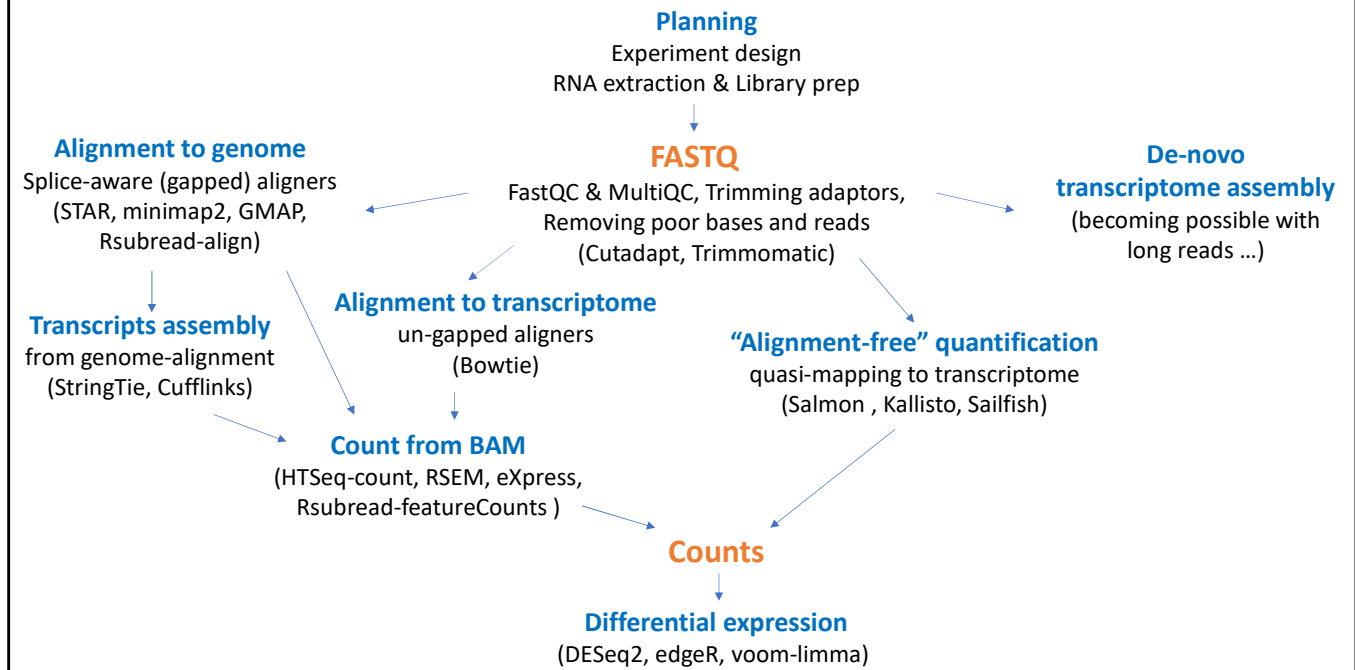 Planning
Experiment design
RNA extraction & Library prep
Alignment to genome
Splice-aware (gapped) aligners
(STAR, minimap2, GMAP,
Rsubread-align)
FASTQ
FastQC & MultiQC, Trimming adaptors,
Removing poor bases and reads
(Cutadapt, Trimmomatic)
De-novo
transcriptome assembly
(becoming possible with
long reads …)
Transcripts assembly
from genome-alignment
(StringTie, Cufflinks)
Alignment to transcriptome
un-gapped aligners
(Bowtie)
“Alignment-free” quantification
quasi-mapping to transcriptome
(Salmon , Kallisto, Sailfish)
Count from BAM
(HTSeq-count, RSEM, eXpress,
Rsubread-featureCounts )
Counts
Differential expression
(DESeq2, edgeR, voom-limma)